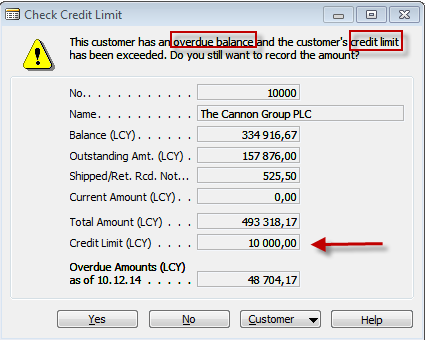 Check Credit Limit
This customer has an overdue balance and the customer's credit limit
has been exceeded. Do you still want to record the amount?
No. . . . . . . . . . . . 10000
Name . . . . . . . . . . . The Cannon Group PLC
Balance (LCY) . . . . . . 334 916,67
Outstanding Amt. (LCY) . 157 876,00
Shipped/Ret. Rcd. Not... 525,50
Current Amount (LCY) . . 0,00
Total Amount (LCY) . . . 493 318,17
Credit Limit (LCY) . . . . 10 000,00
Overdue Amounts (LCY)
as of 10.12.14 . . . . . 48 704,17
Yes No Customer Help